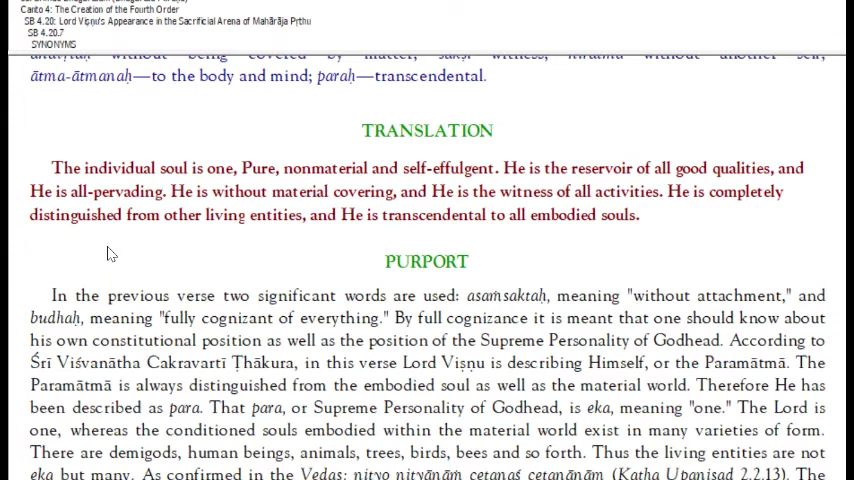 Canto 4: The Creation of the Fourth Order
SB 4.20: Lord Viṣṇu's Appearance in the Sacrificial Arena of Mahārāja Pṛthu
SB 4.20.7
SYNONYMS
without being covered by matter; witness; without another self;
ātma-ātmanaḥ—to the body and mind; paraḥ—transcendental.
TRANSLATION
The individual soul is one, Pure, nonmaterial and self-effulgent. He is the reservoir of all good qualities, and
He is all-pervading. He is without material covering, and He is the witness of all activities. He is completely
distinguished from other living entities, and He is transcendental to all embodied souls.
PURPORT
In the previous verse two significant words are used: asaṁsaktaḥ, meaning "without attachment," and
budhaḥ, meaning "fully cognizant of everything." By full cognizance it is meant that one should know about
his own constitutional position as well as the position of the Supreme Personality of Godhead. According to
Śrī Viśvanātha Cakravartī Ṭhākura, in this verse Lord Viṣṇu is describing Himself, or the Paramātmā. The
Paramātmā is always distinguished from the embodied soul as well as the material world. Therefore He has
been described as para. That para, or Supreme Personality of Godhead, is eka, meaning "one." The Lord is
one, whereas the conditioned souls embodied within the material world exist in many varieties of form.
There are demigods, human beings, animals, trees, birds, bees and so forth. Thus the living entities are not
eka but many. As confirmed in the Vedas: nityo nityānāṁ cetanaś cetanānām (Kaṭha Upaniṣad 2.2.13). The